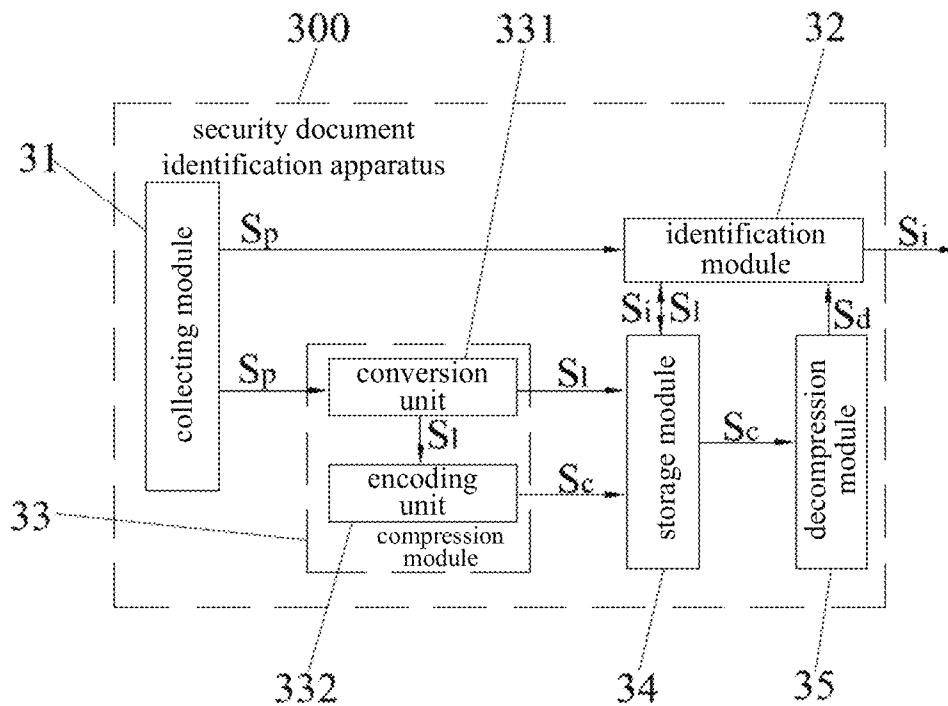 300
331
32
security document
identification apparatus
31
collecting module
Sp
identification
module
Si
Si
Sl
Sd
Sp
conversion
unit
Sl
Sl
encoding
unit
Sc
compression
module
storage module
Sc
decompression
module
33
332
34
35